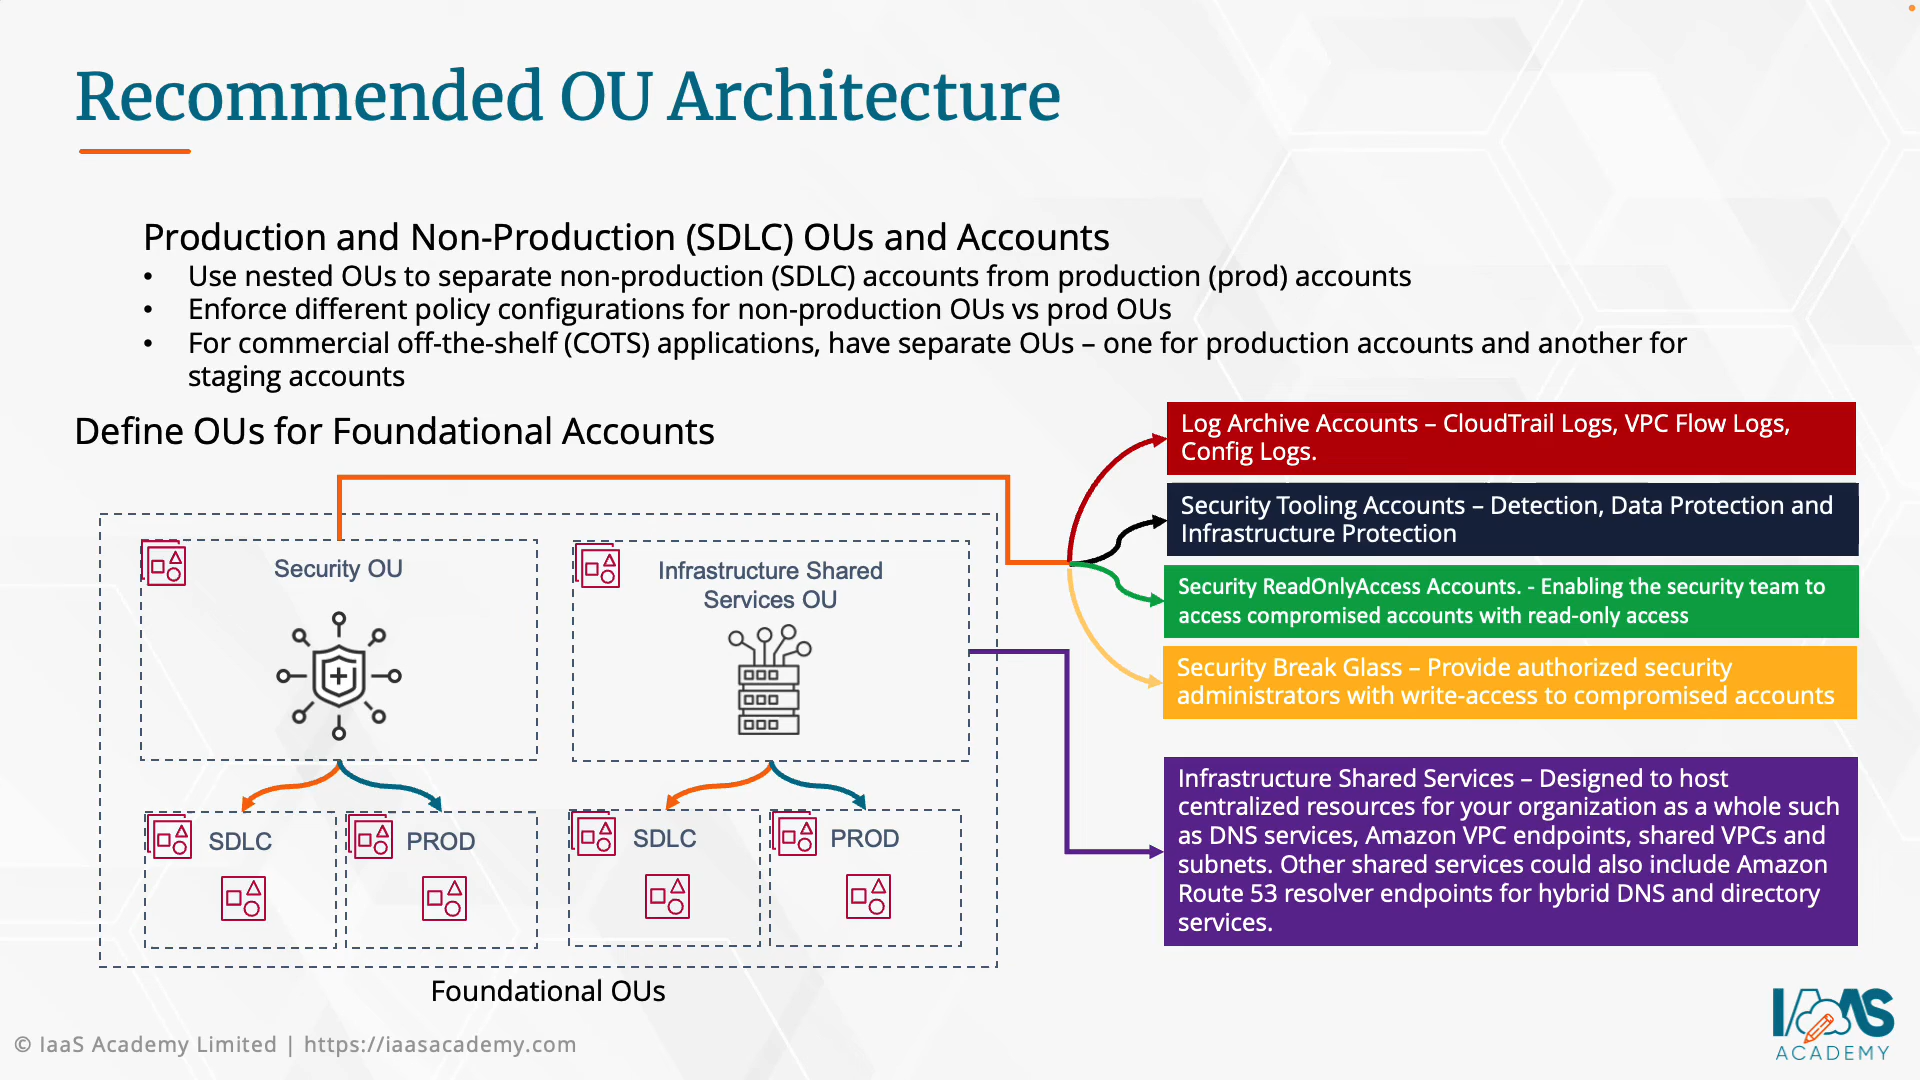 Recommended OU Architecture
Production and Non-Production (SDLC) OUs and Accounts
• Use nested OUs to separate non-production (SDLC) accounts from production (prod) accounts
• Enforce different policy configurations for non-production OUs vs prod OUs
• For commercial off-the-shelf (COTS) applications, have separate OUs – one for production accounts and another for
staging accounts
Define OUs for Foundational Accounts
Security OU
Infrastructure Shared
Services OU
SDLC
PROD
SDLC
PROD
Foundational OUs
Log Archive Accounts – CloudTrail Logs, VPC Flow Logs,
Config Logs.
Security Tooling Accounts – Detection, Data Protection and
Infrastructure Protection
Security ReadOnlyAccess Accounts. - Enabling the security team to
access compromised accounts with read-only access
Security Break Glass – Provide authorized security
administrators with write-access to compromised accounts
Infrastructure Shared Services – Designed to host
centralized resources for your organization as a whole such
as DNS services, Amazon VPC endpoints, shared VPCs and
subnets. Other shared services could also include Amazon
Route 53 resolver endpoints for hybrid DNS and directory
services.
© IaaS Academy Limited | https://iaasacademy.com
IAAS
ACADEMY